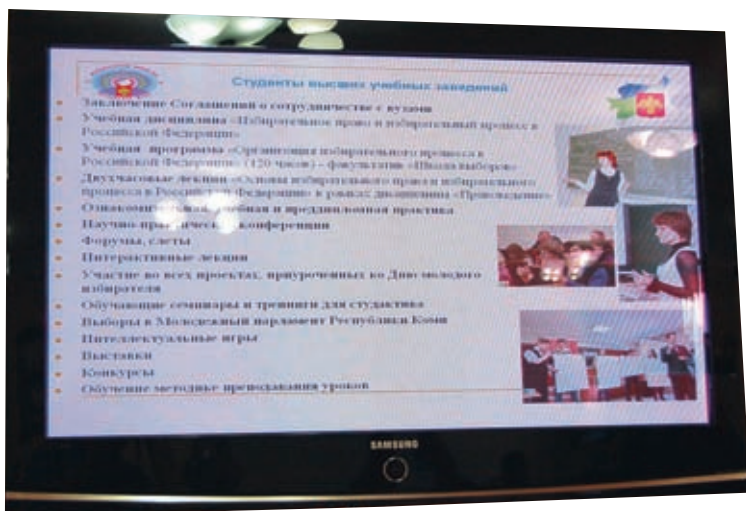 Студенты высших учебных заведений
Заключение Соглашений о сотрудничестве с вузами
Учебная дисциплина «Избирательное право и избирательный процесс в
Российской Федерации»
Учебная программа «Организация избирательного процесса в
Российской Федерации» (120 часов) – факультатив «Школа выборов»
Двухчасовые лекции «Основы избирательного права и избирательного
процесса в Российской Федерации» в рамках дисциплины «Правоведение»
Ознакомительная, учебная и преддипломная практика
Научно-практические конференции
Форумы, слеты
Интерактивные лекции
Участие во всех проектах, приуроченных ко Дню молодого
избирателя
Обучающие семинары и тренинги для студактива
Выборы в Молодежный парламент Республики Коми
Интеллектуальные игры
Выставки
Конкурсы
Обучение методике преподавания уроков
SAMSUNG